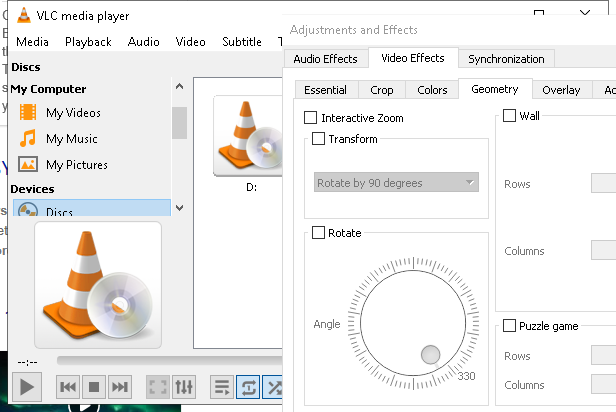 VLC media player
Media Playback Audio Video Subtitle T
Discs
My Computer
My Videos
My Music
My Pictures
Devices
Discs
D:
--:--
Adjustments and Effects
Audio Effects Video Effects Synchronization
Essential Crop Colors Geometry Overlay
Interactive Zoom
Transform
Rotate by 90 degrees
Rotate
Angle
330
Wall
Rows
Columns
Puzzle game
Rows
Columns